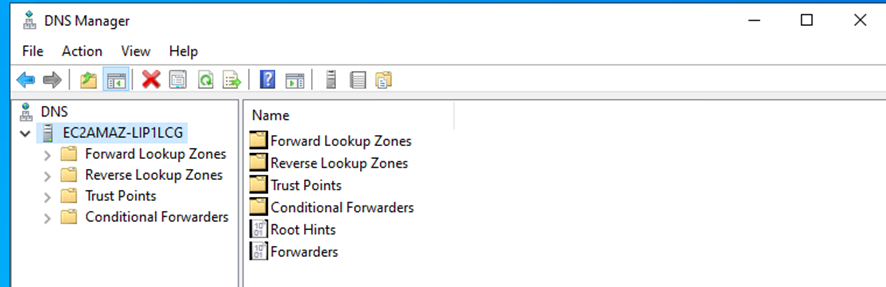 DNS Manager
File Action View Help
DNS
EC2AMAZ-LIP1LCG
Forward Lookup Zones
Reverse Lookup Zones
Trust Points
Conditional Forwarders
Name
Forward Lookup Zones
Reverse Lookup Zones
Trust Points
Conditional Forwarders
Root Hints
Forwarders